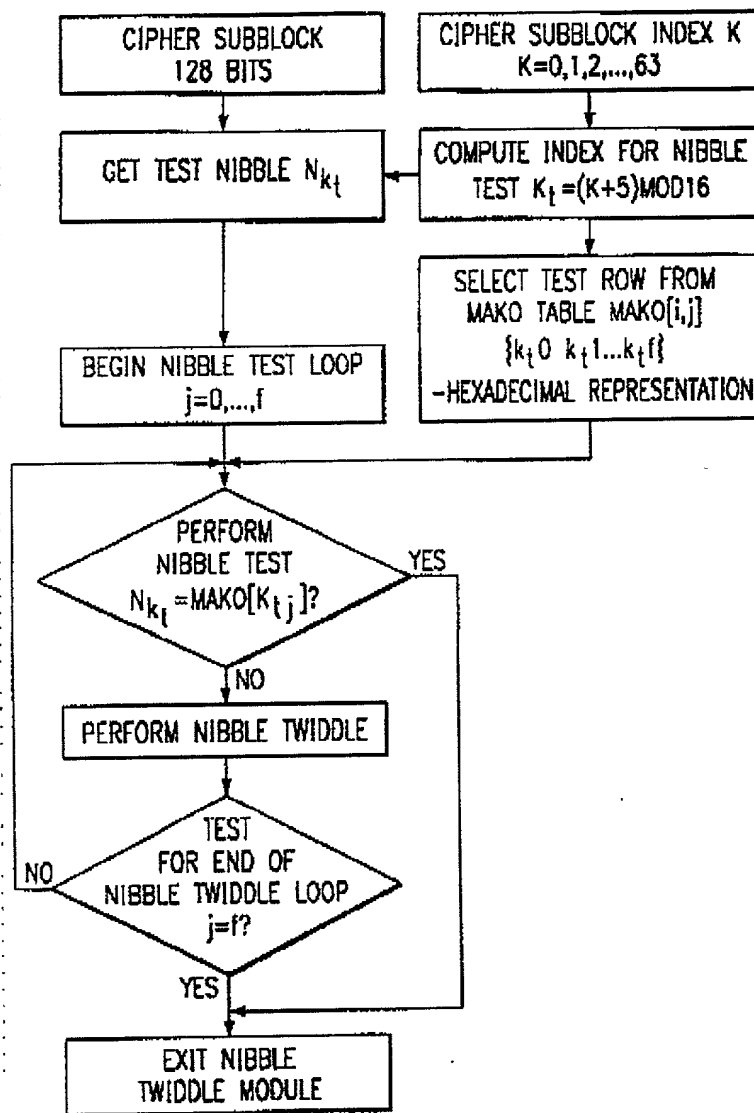 CIPHER SUBBLOCK
128 BITS
CIPHER SUBBLOCK INDEX K
K=0,1,2,...,63
GET TEST NIBBLE N_{k_t}
COMPUTE INDEX FOR NIBBLE
TEST K_t=(K+5)MOD16
SELECT TEST ROW FROM
MAKO TABLE MAKO[i,j]
{k_t0 k_t1...k_tf}
-HEXADECIMAL REPRESENTATION
BEGIN NIBBLE TEST LOOP
j=0,...,f
PERFORM
NIBBLE TEST
N_{k_t}=MAKO[K_{tj}]?
YES
NO
PERFORM NIBBLE TWIDDLE
TEST
FOR END OF
NIBBLE TWIDDLE LOOP
j=f?
NO
YES
EXIT NIBBLE
TWIDDLE MODULE